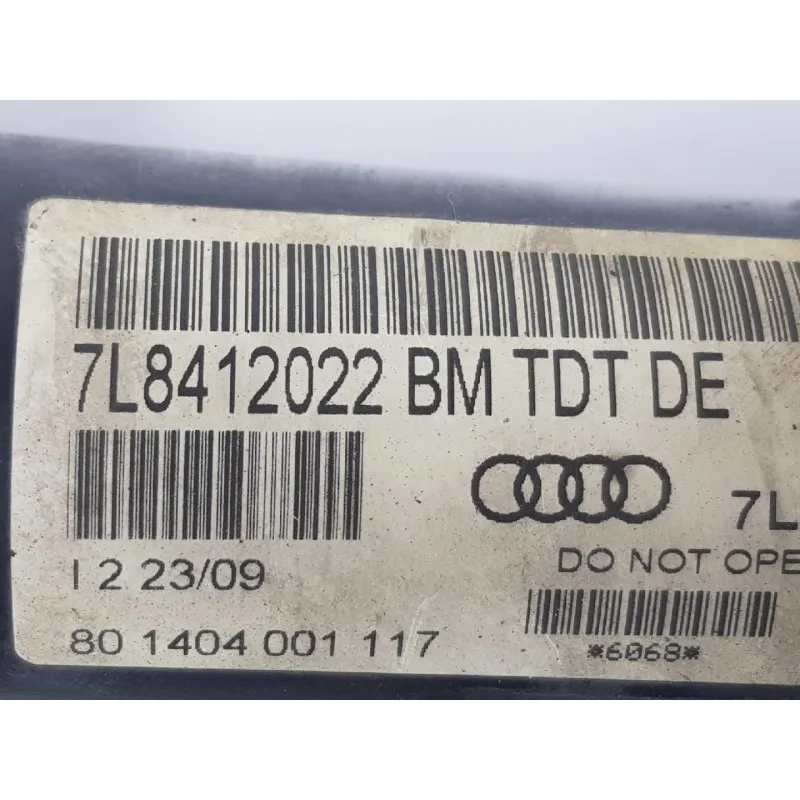 7L8412022 BM TDT DE
7L
I 2 23/09
DO NOT OPE
80 1404 001 117
*6068*